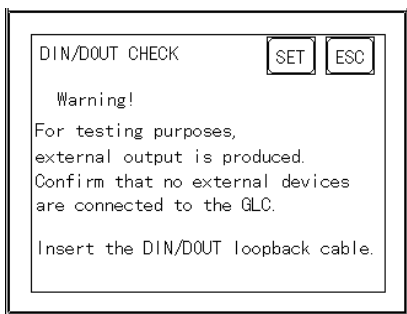 DIN/DOUT CHECK SET ESC
Warning!
For testing purposes,
external output is produced.
Confirm that no external devices
are connected to the GLC.
Insert the DIN/DOUT loopback cable.